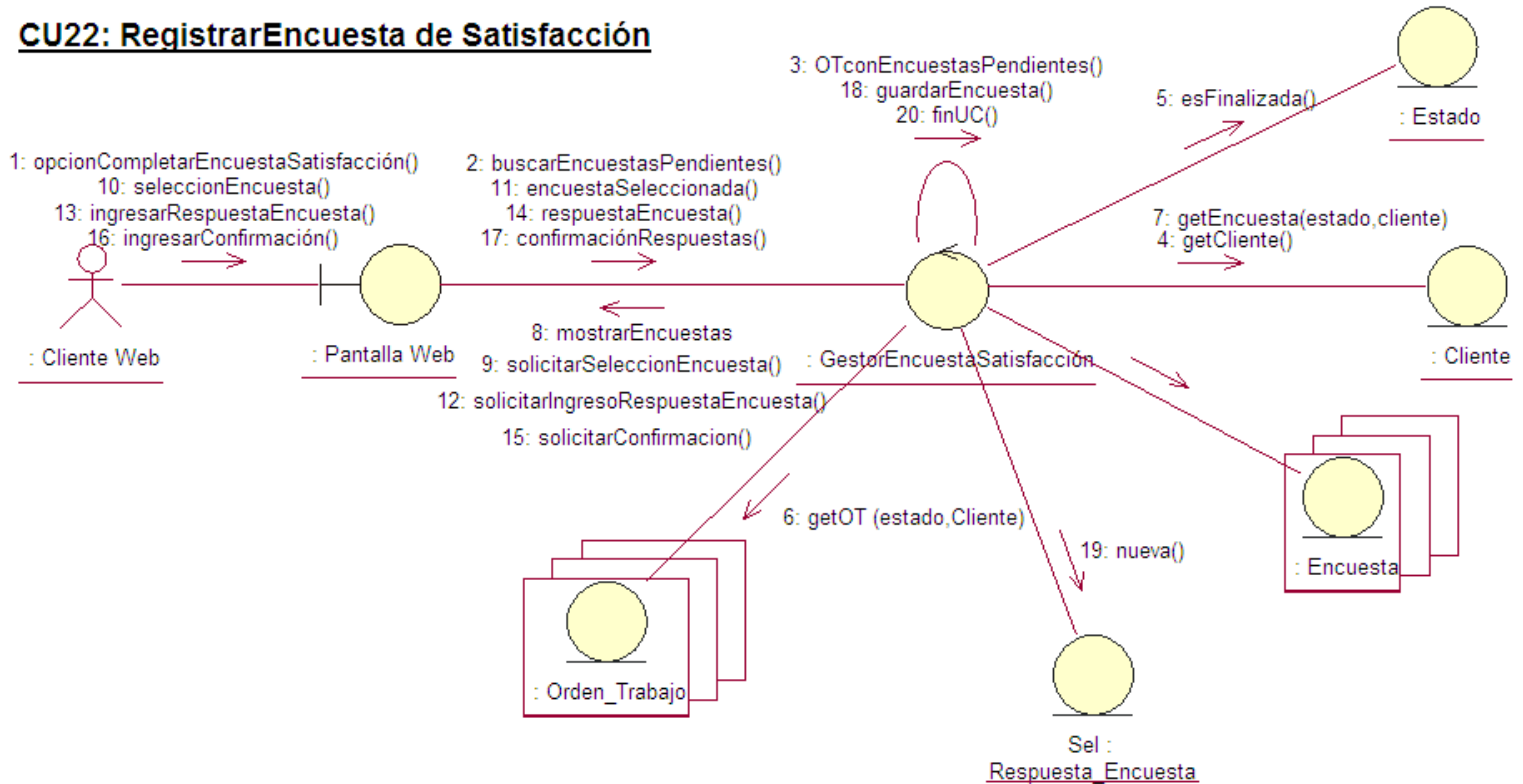 CU22: RegistrarEncuesta de Satisfacción
3: OTconEncuestasPendientes()
18: guardarEncuesta()
20: finUC()
5: esFinalizada()
: Estado
1: opcionCompletarEncuestaSatisfacción()
10: seleccionEncuesta()
13: ingresarRespuestaEncuesta()
16: ingresarConfirmación()
2: buscarEncuestasPendientes()
11: encuestaSeleccionada()
14: respuestaEncuesta()
17: confirmaciónRespuestas()
7: getEncuesta(estado,cliente)
4: getCliente()
: Cliente Web
: Pantalla Web
8: mostrarEncuestas
9: solicitarSeleccionEncuesta()
12: solicitarIngresoRespuestaEncuesta()
15: solicitarConfirmacion()
: GestorEncuestaSatisfacción
: Cliente
6: getOT (estado,Cliente)
19: nueva()
: Encuesta
: Orden_Trabajo
Sel :
Respuesta_Encuesta